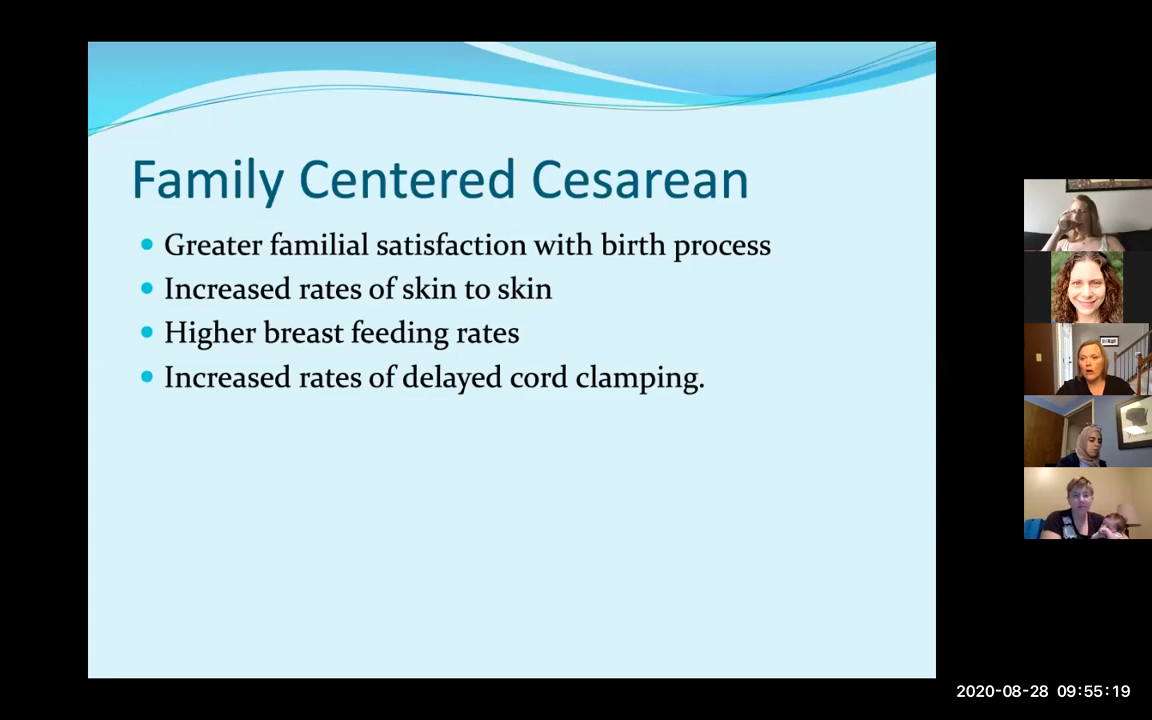 Family Centered Cesarean
Greater familial satisfaction with birth process
Increased rates of skin to skin
Higher breast feeding rates
Increased rates of delayed cord clamping.
2020-08-28 09:55:19